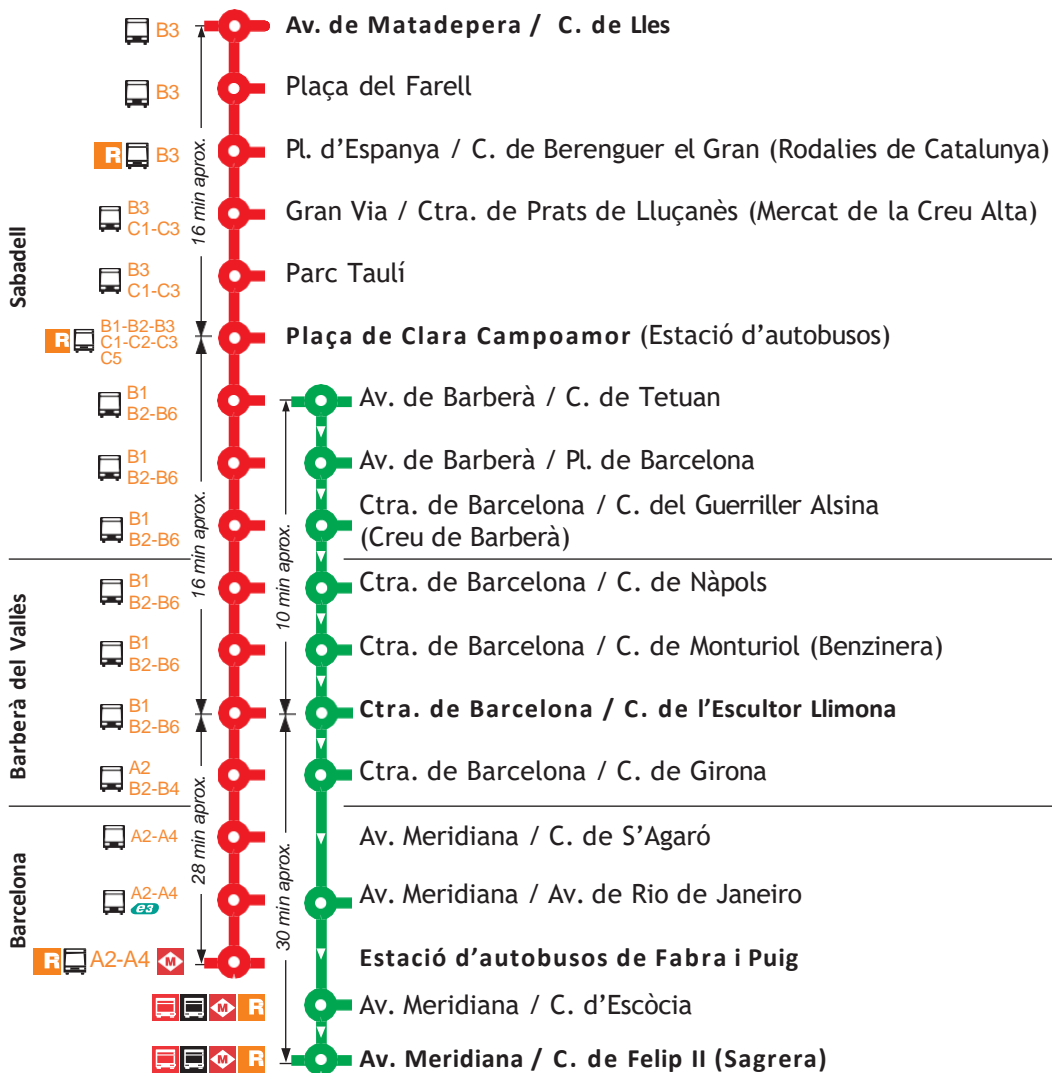 B3
Av. de Matadepera / C. de Lles
B3
Plaça del Farell
R B3
Pl. d'Espanya / C. de Berenguer el Gran (Rodalies de Catalunya)
16 min aprox.
B3
C1-C3
Gran Via / Ctra. de Prats de Lluçanès (Mercat de la Creu Alta)
Sabadell
B3
C1-C3
Parc Taulí
R
B1-B2-B3
C1-C2-C3
C5
Plaça de Clara Campoamor (Estació d'autobusos)
B1
B2-B6
Av. de Barberà / C. de Tetuan
B1
B2-B6
Av. de Barberà / Pl. de Barcelona
16 min aprox.
10 min aprox.
B1
B2-B6
Ctra. de Barcelona / C. del Guerriller Alsina
(Creu de Barberà)
B1
B2-B6
Ctra. de Barcelona / C. de Nàpols
Barberà del Vallès
B1
B2-B6
Ctra. de Barcelona / C. de Monturiol (Benzinera)
B1
B2-B6
Ctra. de Barcelona / C. de l'Escultor Llimona
A2
B2-B4
Ctra. de Barcelona / C. de Girona
28 min aprox.
30 min aprox.
Barcelona
A2-A4
Av. Meridiana / C. de S'Agaró
A2-A4
e3
Av. Meridiana / Av. de Rio de Janeiro
R A2-A4 M
Estació d'autobusos de Fabra i Puig
M R
Av. Meridiana / C. d'Escòcia
M R
Av. Meridiana / C. de Felip II (Sagrera)